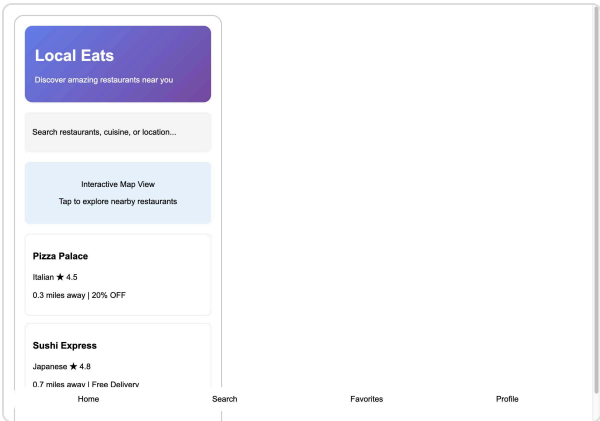 Local Eats
Discover amazing restaurants near you
Search restaurants, cuisine, or location...
Interactive Map View
Tap to explore nearby restaurants
Pizza Palace
Italian ★ 4.5
0.3 miles away | 20% OFF
Sushi Express
Japanese ★ 4.8
0.7 miles away | Free Delivery
Home Search Favorites Profile